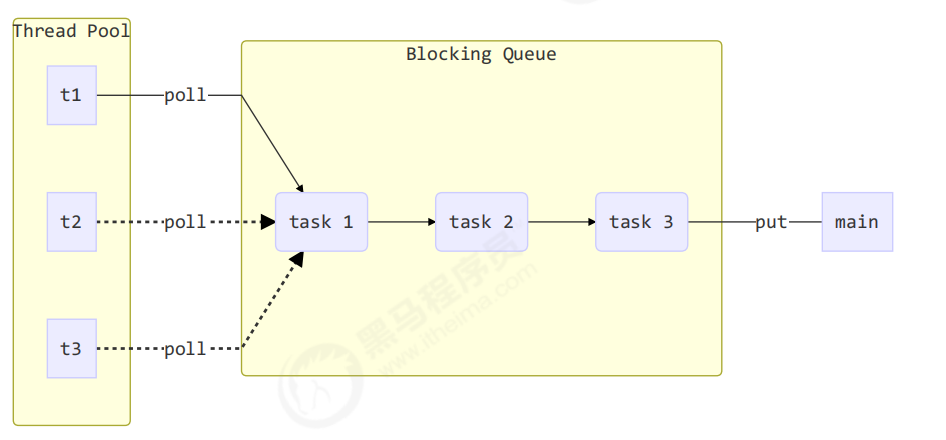 Thread Pool
Blocking Queue
t1
poll
t2
poll
task 1
task 2
task 3
put
main
t3
poll
黑马程序员
www.itheima.com